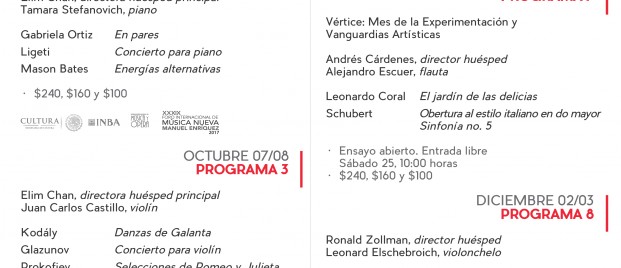 Elim Chan, directora huésped principal
Tamara Stefanovich, piano
Gabriela Ortiz En pares
Ligeti Concierto para piano
Mason Bates Energías alternativas
· $240, $160 y $100
CULTURA
INBA
MÚSICA
ÓPERA
XXXIX
FORO INTERNACIONAL DE
MÚSICA NUEVA
MANUEL ENRÍQUEZ
2017
OCTUBRE 07/08
PROGRAMA 3
Elim Chan, directora huésped principal
Juan Carlos Castillo, violín
Kodály Danzas de Galanta
Glazunov Concierto para violín
Prokofiev Selecciones de Romeo y Julieta
Vértice: Mes de la Experimentación y
Vanguardias Artísticas
Andrés Cárdenes, director huésped
Alejandro Escuer, flauta
Leonardo Coral El jardín de las delicias
Schubert Obertura al estilo italiano en do mayor
Sinfonía no. 5
· Ensayo abierto. Entrada libre
Sábado 25, 10:00 horas
· $240, $160 y $100
DICIEMBRE 02/03
PROGRAMA 8
Ronald Zollman, director huésped
Leonard Elschebroich, violonchelo